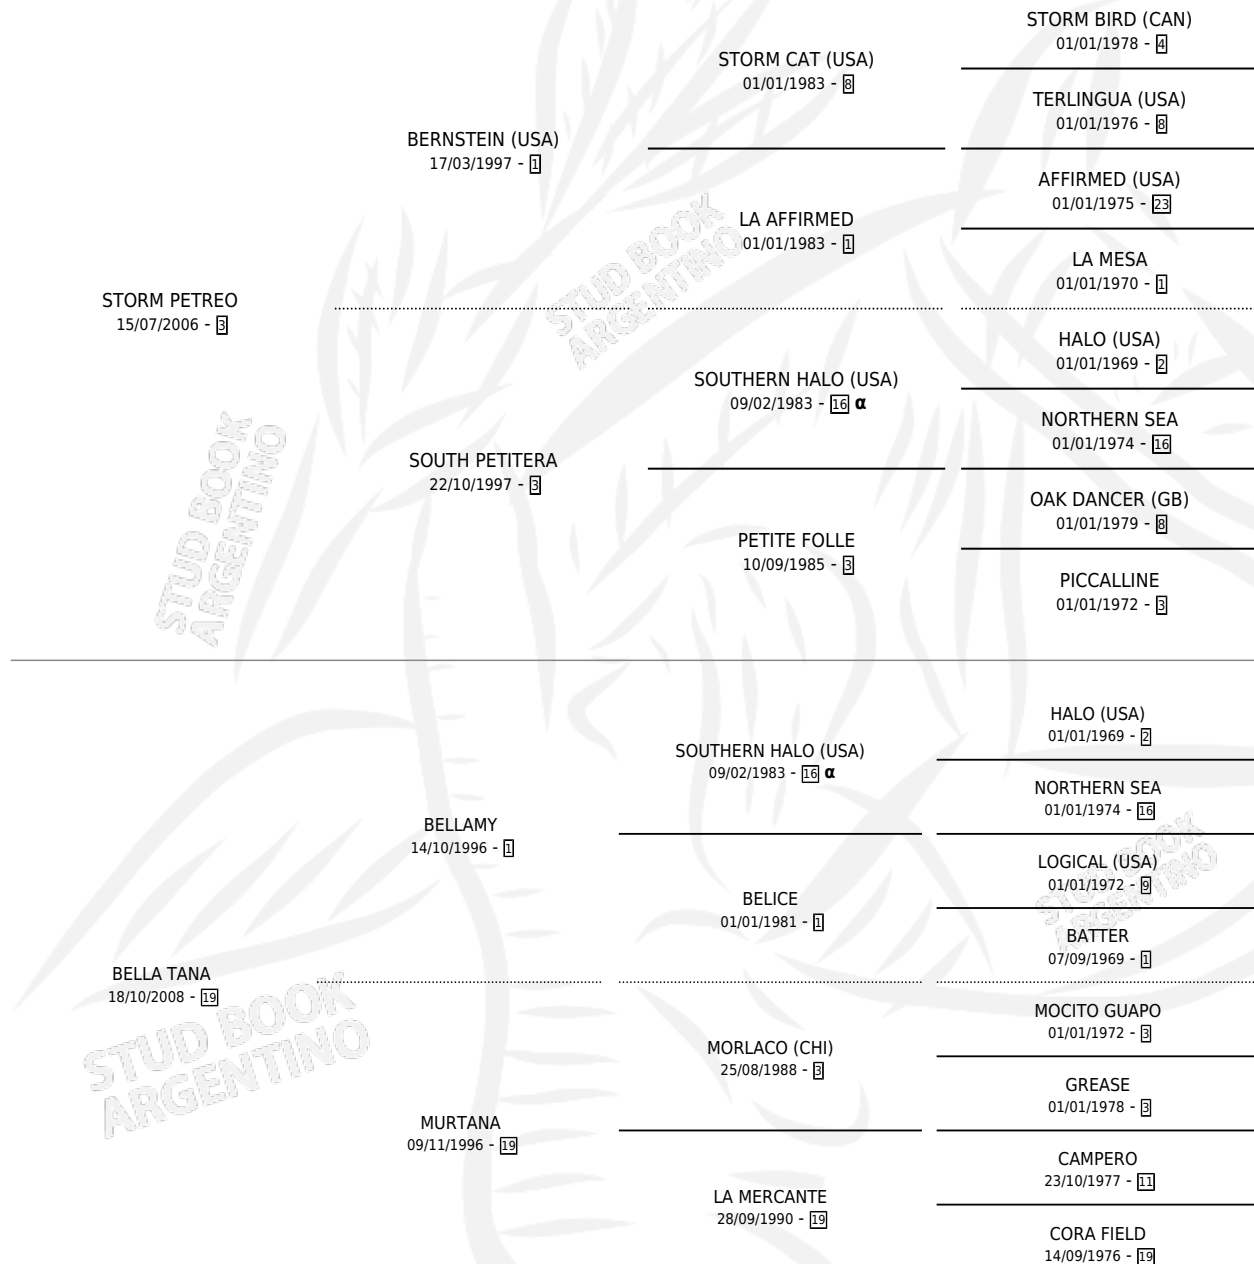 STORM BIRD (CAN)
01/01/1978 - 4
STORM CAT (USA)
01/01/1983 - 8
TERLINGUA (USA)
01/01/1976 - 8
BERNSTEIN (USA)
17/03/1997 - 1
AFFIRMED (USA)
01/01/1975 - 23
LA AFFIRMED
01/01/1983 - 1
LA MESA
01/01/1970 - 1
STORM PETREO
15/07/2006 - 3
STUD BOOK
ARGENTINO
HALO (USA)
01/01/1969 - 2
SOUTHERN HALO (USA)
09/02/1983 - 16 α
NORTHERN SEA
01/01/1974 - 16
SOUTH PETITERA
22/10/1997 - 3
OAK DANCER (GB)
01/01/1979 - 8
PETITE FOLLE
10/09/1985 - 3
PICCALLINE
01/01/1972 - 3
STUD BOOK
ARGENTINO
HALO (USA)
01/01/1969 - 2
SOUTHERN HALO (USA)
09/02/1983 - 16 α
NORTHERN SEA
01/01/1974 - 16
BELLAMY
14/10/1996 - 1
LOGICAL (USA)
01/01/1972 - 9
BELICE
01/01/1981 - 1
STUD BOOK
ARGENTINO
BATTER
07/09/1969 - 1
BELLA TANA
18/10/2008 - 19
STUD BOOK
ARGENTINO
MOCITO GUAPO
01/01/1972 - 3
MORLACO (CHI)
25/08/1988 - 3
GREASE
01/01/1978 - 3
MURTANA
09/11/1996 - 19
CAMPERO
23/10/1977 - 11
LA MERCANTE
28/09/1990 - 19
CORA FIELD
14/09/1976 - 19